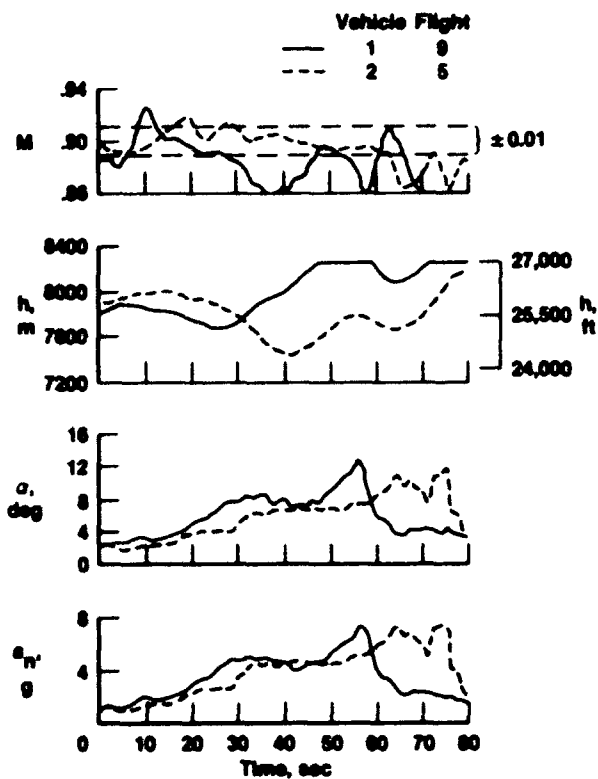 Vehicle Flight
1 9
2 5
.94
M .90 ± 0.01
.86
8400
8000 27,000
h, m 7600 25,500 h, ft
7200 24,000
16
12
α, deg 8
4
0
8
an, g 4
0 10 20 30 40 50 60 70 80
Time, sec